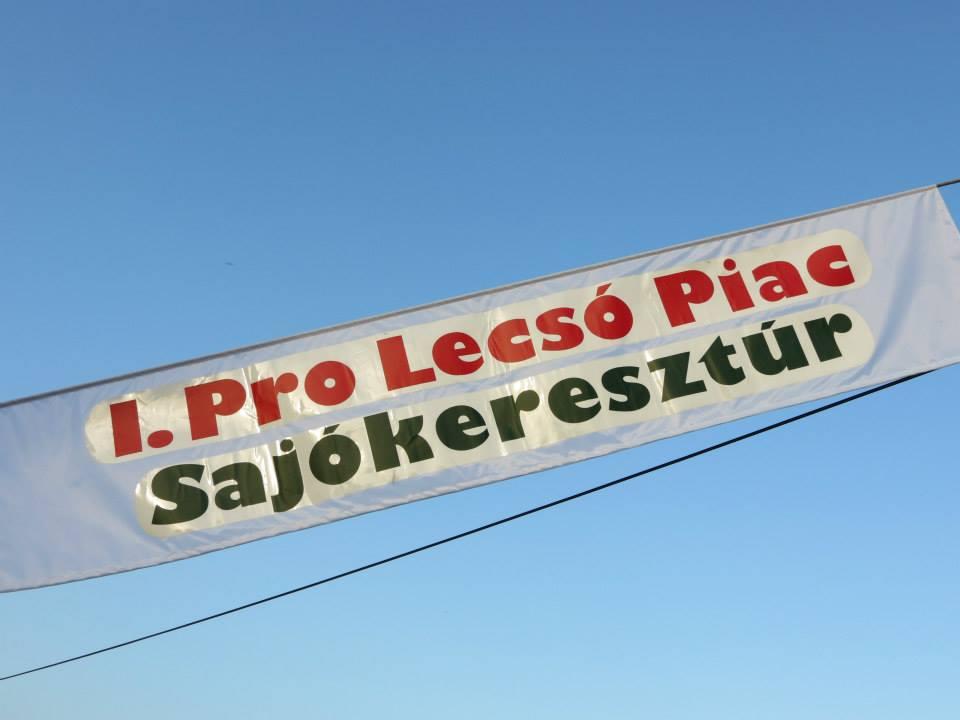 I. Pro Lecsó Piac
Sajókeresztúr